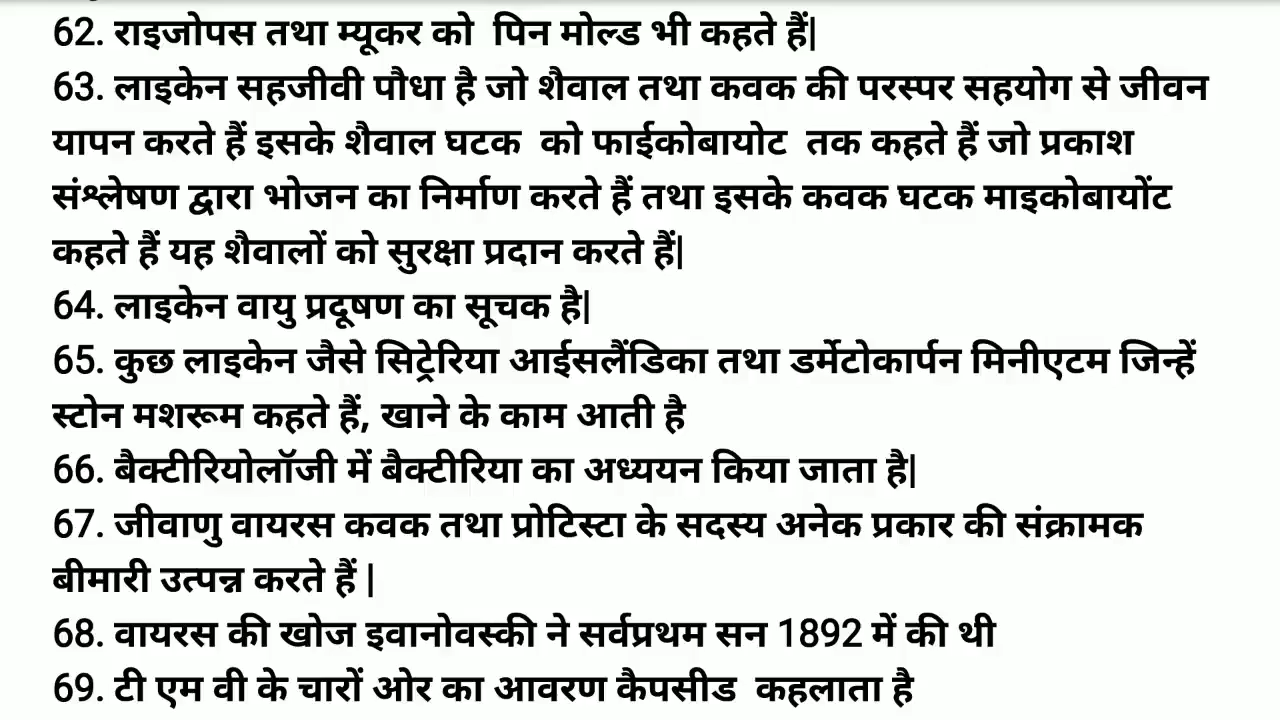 62. राइजोपस तथा म्यूकर को पिन मोल्ड भी कहते हैं|
63. लाइकेन सहजीवी पौधा है जो शैवाल तथा कवक की परस्पर सहयोग से जीवन
यापन करते हैं इसके शैवाल घटक को फाईकोबायोट तक कहते हैं जो प्रकाश
संश्लेषण द्वारा भोजन का निर्माण करते हैं तथा इसके कवक घटक माइकोबायोंट
कहते हैं यह शैवालों को सुरक्षा प्रदान करते हैं|
64. लाइकेन वायु प्रदूषण का सूचक है|
65. कुछ लाइकेन जैसे सिट्रेरिया आईसलैंडिका तथा डर्मेटोकार्पन मिनीएटम जिन्हें
स्टोन मशरूम कहते हैं, खाने के काम आती है
66. बैक्टीरियोलॉजी में बैक्टीरिया का अध्ययन किया जाता है|
67. जीवाणु वायरस कवक तथा प्रोटिस्टा के सदस्य अनेक प्रकार की संक्रामक
बीमारी उत्पन्न करते हैं |
68. वायरस की खोज इवानोवस्की ने सर्वप्रथम सन 1892 में की थी
69. टी एम वी के चारों ओर का आवरण कैपसीड कहलाता है